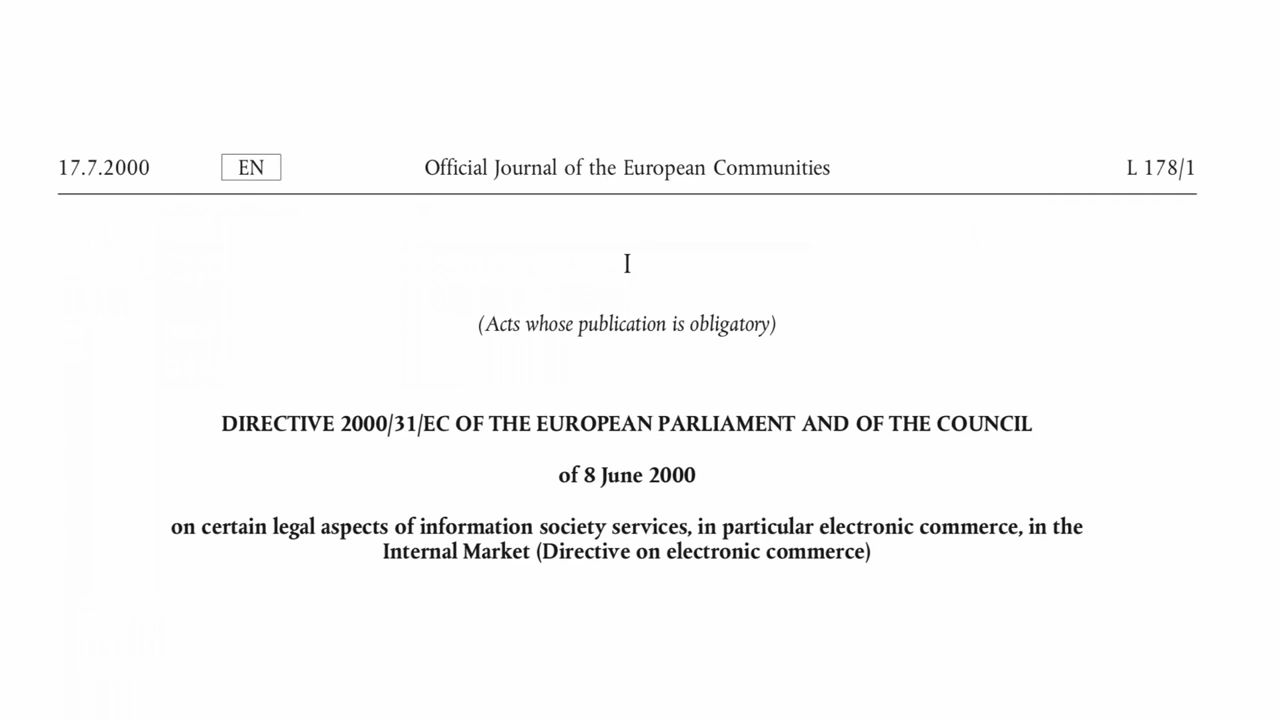 17.7.2000 EN Official Journal of the European Communities L 178/1
I
(Acts whose publication is obligatory)
DIRECTIVE 2000/31/EC OF THE EUROPEAN PARLIAMENT AND OF THE COUNCIL
of 8 June 2000
on certain legal aspects of information society services, in particular electronic commerce, in the
Internal Market (Directive on electronic commerce)